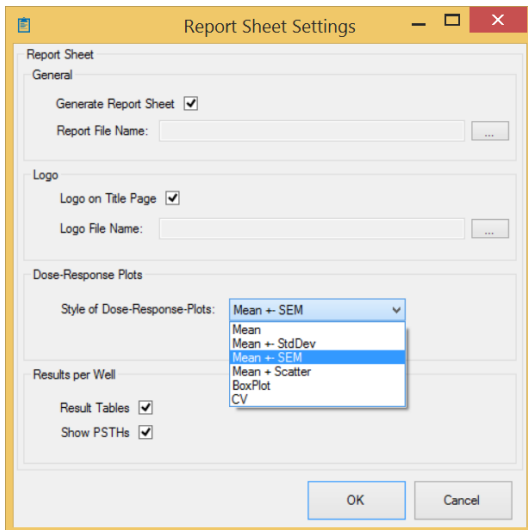 Report Sheet Settings
Report Sheet
General
Generate Report Sheet
Report File Name:
...
Logo
Logo on Title Page
Logo File Name:
...
Dose-Response Plots
Style of Dose-Response-Plots: Mean +- SEM
Mean
Mean +- StdDev
Mean +- SEM
Mean + Scatter
BoxPlot
CV
Results per Well
Result Tables
Show PSTHs
OK Cancel